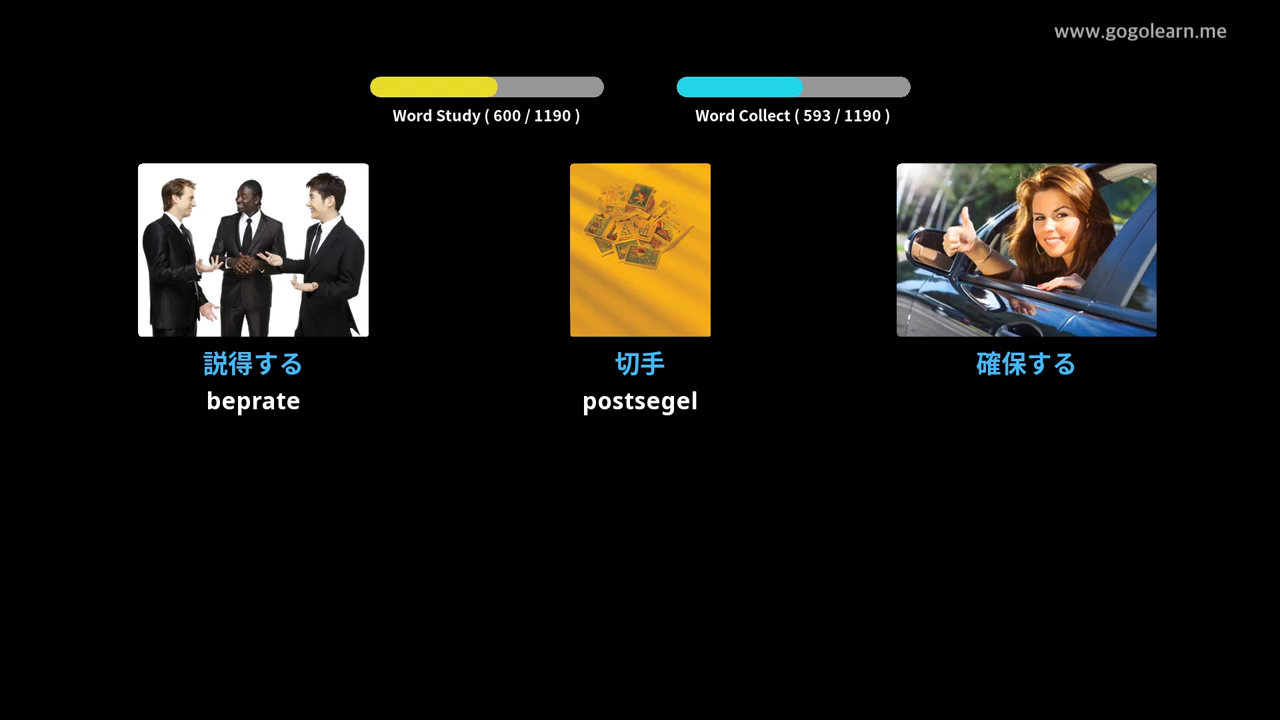 www.gogolearn.me
Word Study ( 600 / 1190 )
Word Collect ( 593 / 1190 )
説得する
beprate
切手
postsegel
確保する